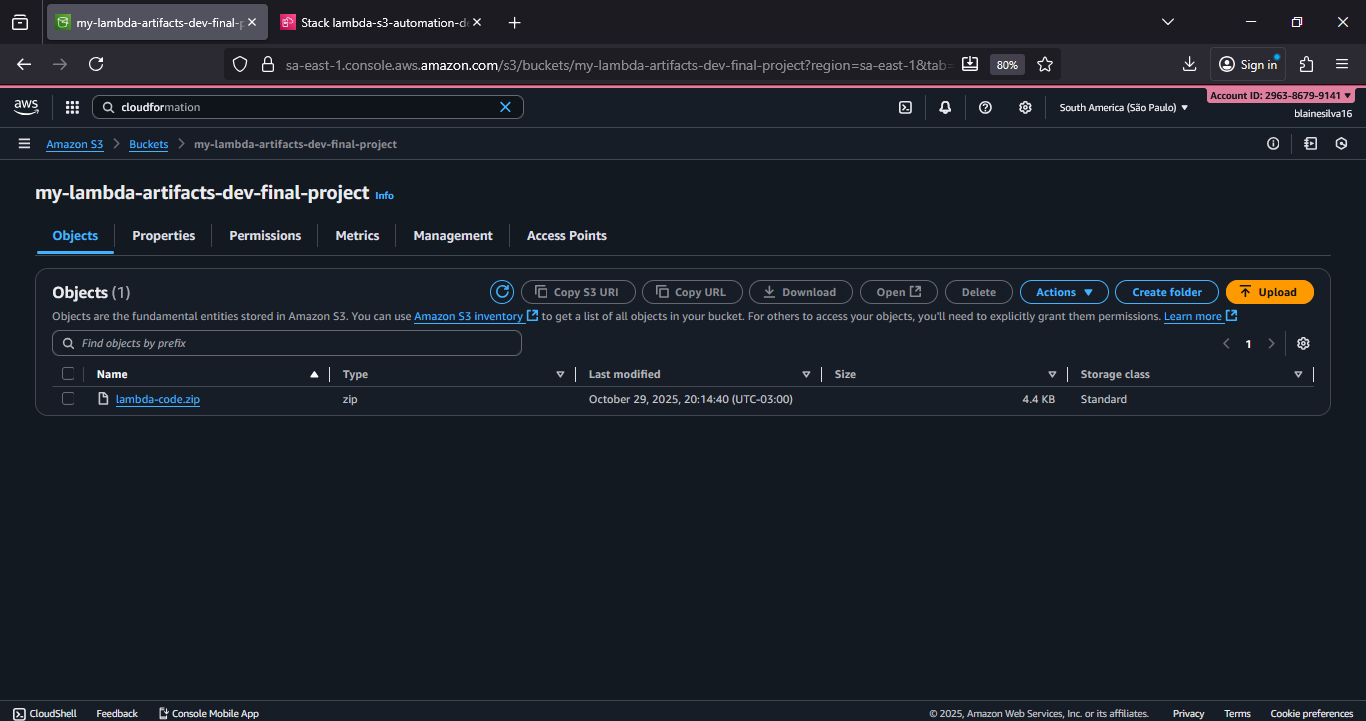 my-lambda-artifacts-dev-final-p
Stack lambda-s3-automation-de
sa-east-1.console.aws.amazon.com/s3/buckets/my-lambda-artifacts-dev-final-project?region=sa-east-1&tab=
80%
Sign in
aws
cloudformation
South America (São Paulo)
Account ID: 2963-8679-9141
blainesilva16
Amazon S3 > Buckets > my-lambda-artifacts-dev-final-project
my-lambda-artifacts-dev-final-project Info
Objects Properties Permissions Metrics Management Access Points
Objects (1)
Copy S3 URI Copy URL Download Open Delete Actions Create folder Upload
Objects are the fundamental entities stored in Amazon S3. You can use Amazon S3 inventory to get a list of all objects in your bucket. For others to access your objects, you'll need to explicitly grant them permissions. Learn more
Find objects by prefix
1
Name Type Last modified Size Storage class
lambda-code.zip zip October 29, 2025, 20:14:40 (UTC-03:00) 4.4 KB Standard
CloudShell Feedback Console Mobile App © 2025, Amazon Web Services, Inc. or its affiliates. Privacy Terms Cookie preferences